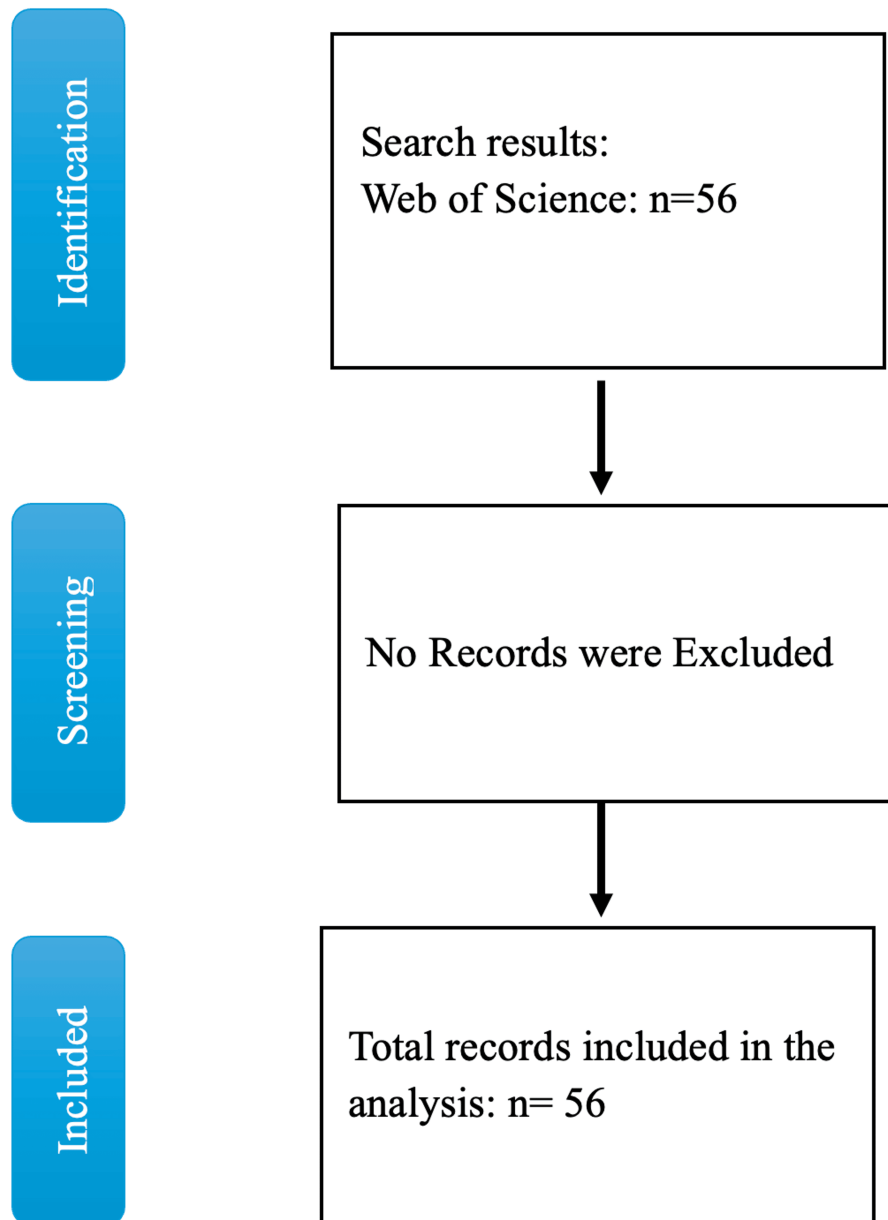 Identification
Search results:
Web of Science: n=56
Screening
No Records were Excluded
Included
Total records included in the
analysis: n= 56